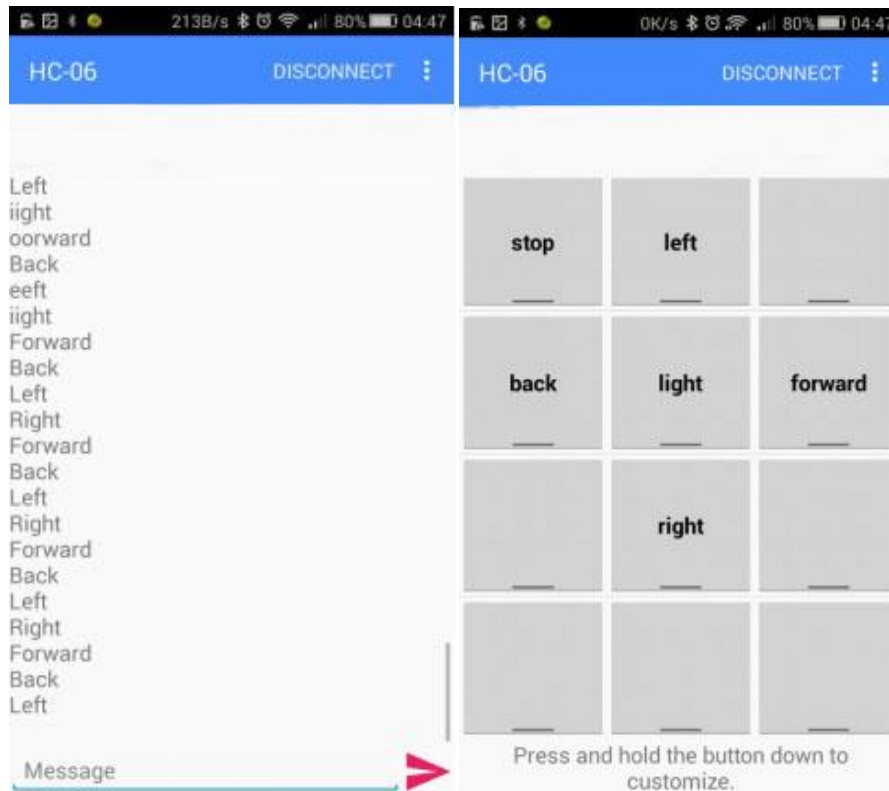 213B/s 80% 04:47
HC-06 DISCONNECT
Left
iight
oorward
Back
eeft
iight
Forward
Back
Left
Right
Forward
Back
Left
Right
Forward
Back
Left
Right
Forward
Back
Left
Message
0K/s 80% 04:47
HC-06 DISCONNECT
stop left
back light forward
right
Press and hold the button down to
customize.